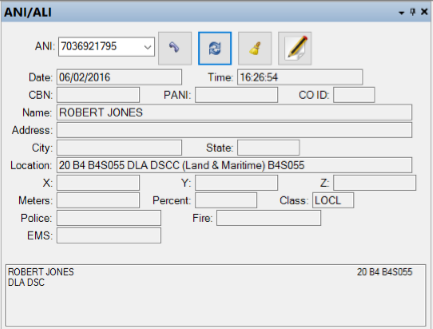 ANI/ALI
ANI: 7036921795
Date: 06/02/2016 Time: 16:26:54
CBN: PANI: CO ID:
Name: ROBERT JONES
Address:
City: State:
Location: 20 B4 B4S055 DLA DSCC (Land & Maritime) B4S055
X: Y: Z:
Meters: Percent: Class: LOCL
Police: Fire:
EMS:
ROBERT JONES 20 B4 B4S055
DLA DSC